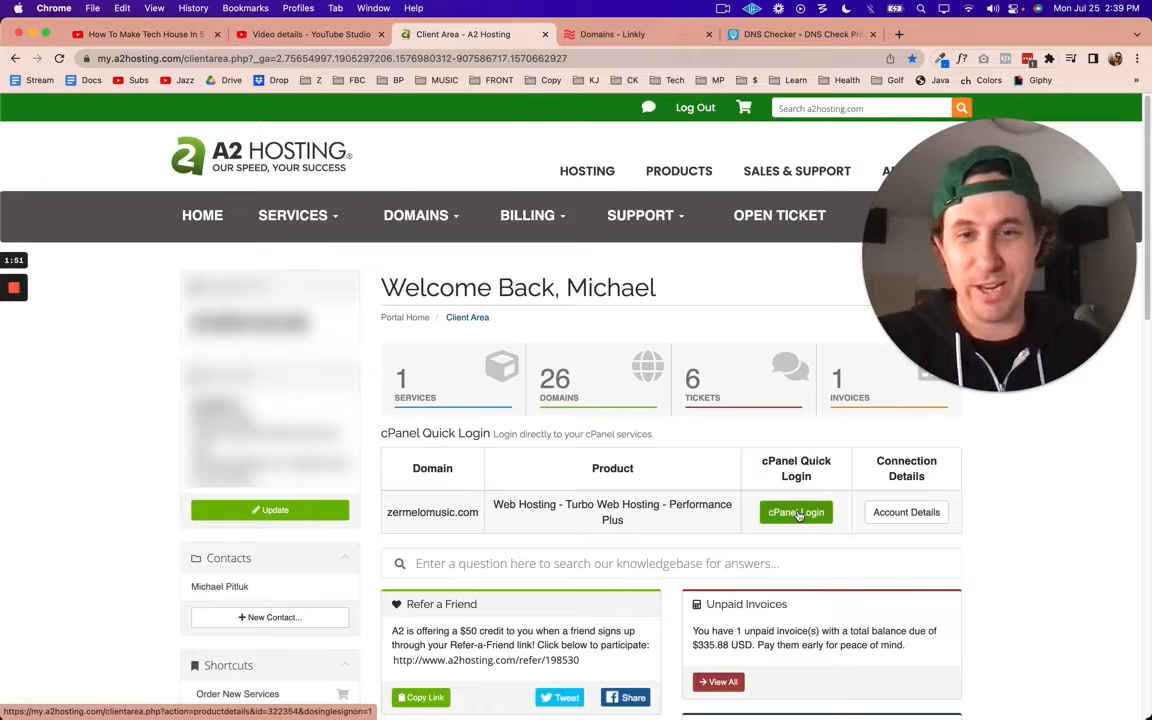 Chrome File Edit View History Bookmarks Profiles Tab Window Help Mon Jul 25 2:39 PM
How To Make Tech House In 5
Video details - YouTube Studio
Client Area - A2 Hosting
Domains - Linkly
DNS Checker - DNS Check Pro
my.a2hosting.com/clientarea.php?_ga=2.75654997.1905297206.1576980312-907586717.1570662927
Stream Docs Subs Jazz Drive Drop Z FBC BP MUSIC FRONT Copy KJ CK Tech MP $ Learn Health Golf Java Colors Giphy
Log Out
Search a2hosting.com
A2 HOSTING
OUR SPEED, YOUR SUCCESS
HOSTING PRODUCTS SALES & SUPPORT
HOME SERVICES DOMAINS BILLING SUPPORT OPEN TICKET
1:51
Welcome Back, Michael
Portal Home / Client Area
1
SERVICES
26
DOMAINS
6
TICKETS
1
INVOICES
cPanel Quick Login Login directly to your cPanel services.
Domain
Product
cPanel Quick
Login
Connection
Details
zermelomusic.com
Web Hosting - Turbo Web Hosting - Performance
Plus
cPanel Login
Account Details
Update
Enter a question here to search our knowledgebase for answers...
Contacts
Michael Pitluk
New Contact...
Shortcuts
Order New Services
Refer a Friend
A2 is offering a $50 credit to you when a friend signs up
through your Refer-a-Friend link! Click below to participate:
http://www.a2hosting.com/refer/198530
Copy Link
Tweet
Share
Unpaid Invoices
You have 1 unpaid invoice(s) with a total balance due of
$335.88 USD. Pay them early for peace of mind.
View All
https://my.a2hosting.com/clientarea.php?action=productdetails&id=322354&dosinglesignon=1